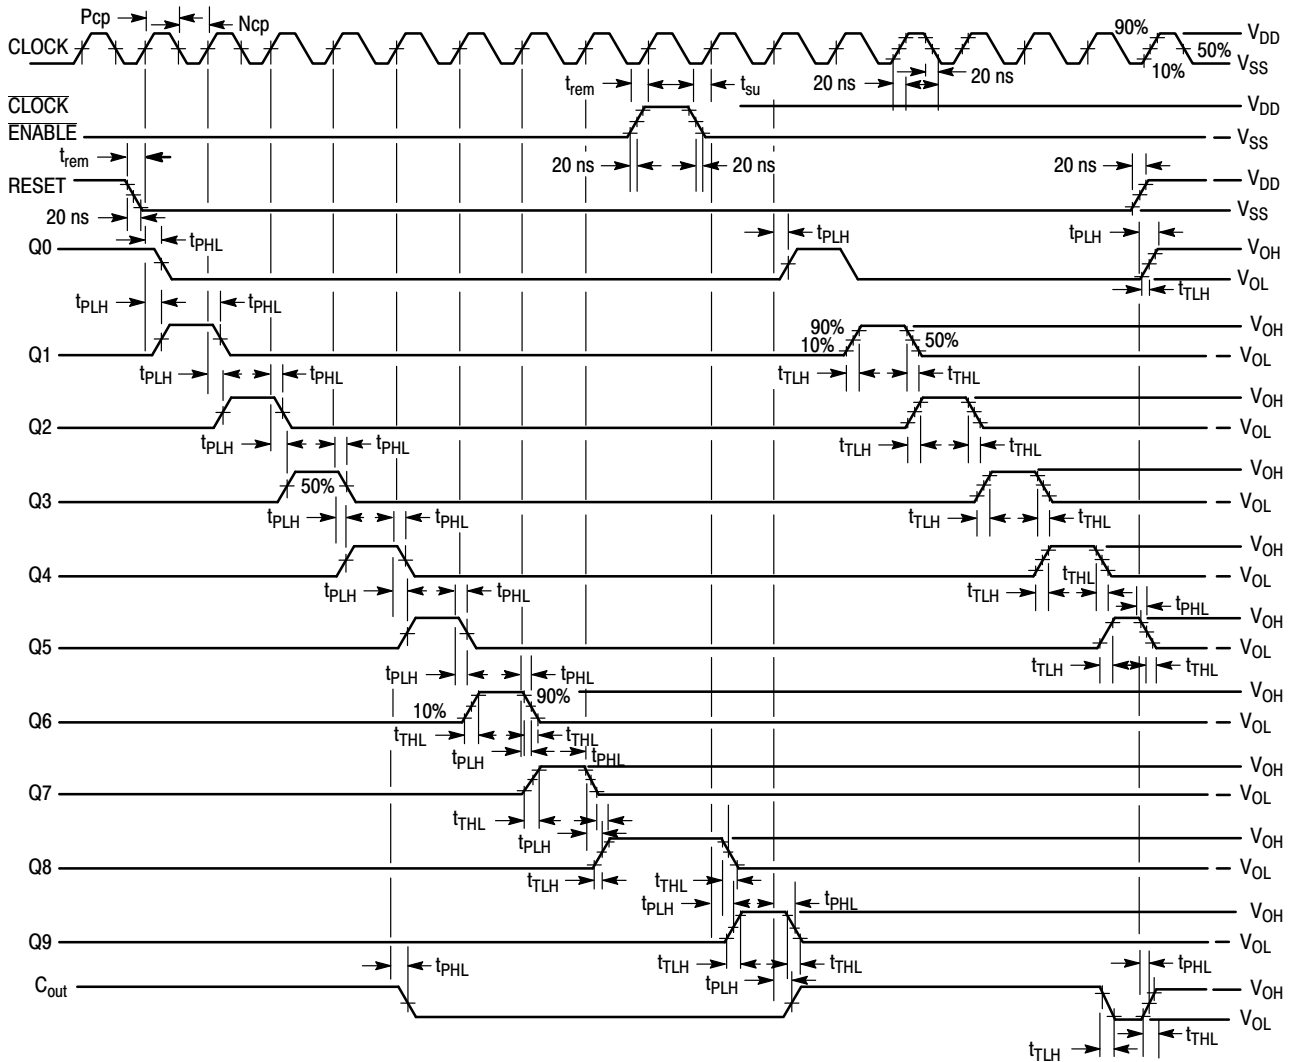 Pcp Ncp
CLOCK 90% V_DD
50%
V_SS
10%
t_rem t_su 20 ns 20 ns
CLOCK V_DD
ENABLE V_SS
t_rem 20 ns 20 ns 20 ns
RESET V_DD
V_SS
20 ns
t_PHL t_PLH t_PLH
Q0 V_OH
V_OL
t_PLH t_PHL t_TLH
90% V_OH
10% 50%
Q1 V_OL
t_PLH t_PHL t_TLH t_THL
V_OH
Q2 V_OL
t_PLH t_PHL t_TLH t_THL
V_OH
50%
Q3 V_OL
t_PLH t_PHL t_TLH t_THL
V_OH
Q4 V_OL
t_PLH t_PHL t_TLH t_THL t_PHL
V_OH
Q5 V_OL
t_PLH t_PHL t_TLH t_THL
90% V_OH
10%
Q6 V_OL
t_THL t_THL
t_PLH t_PHL
V_OH
Q7 V_OL
t_THL
t_PLH
V_OH
Q8 V_OL
t_TLH t_THL
t_PLH t_PHL
V_OH
Q9 V_OL
t_PHL t_TLH t_THL t_PHL
t_PLH
C_out V_OH
V_OL
t_THL
t_TLH